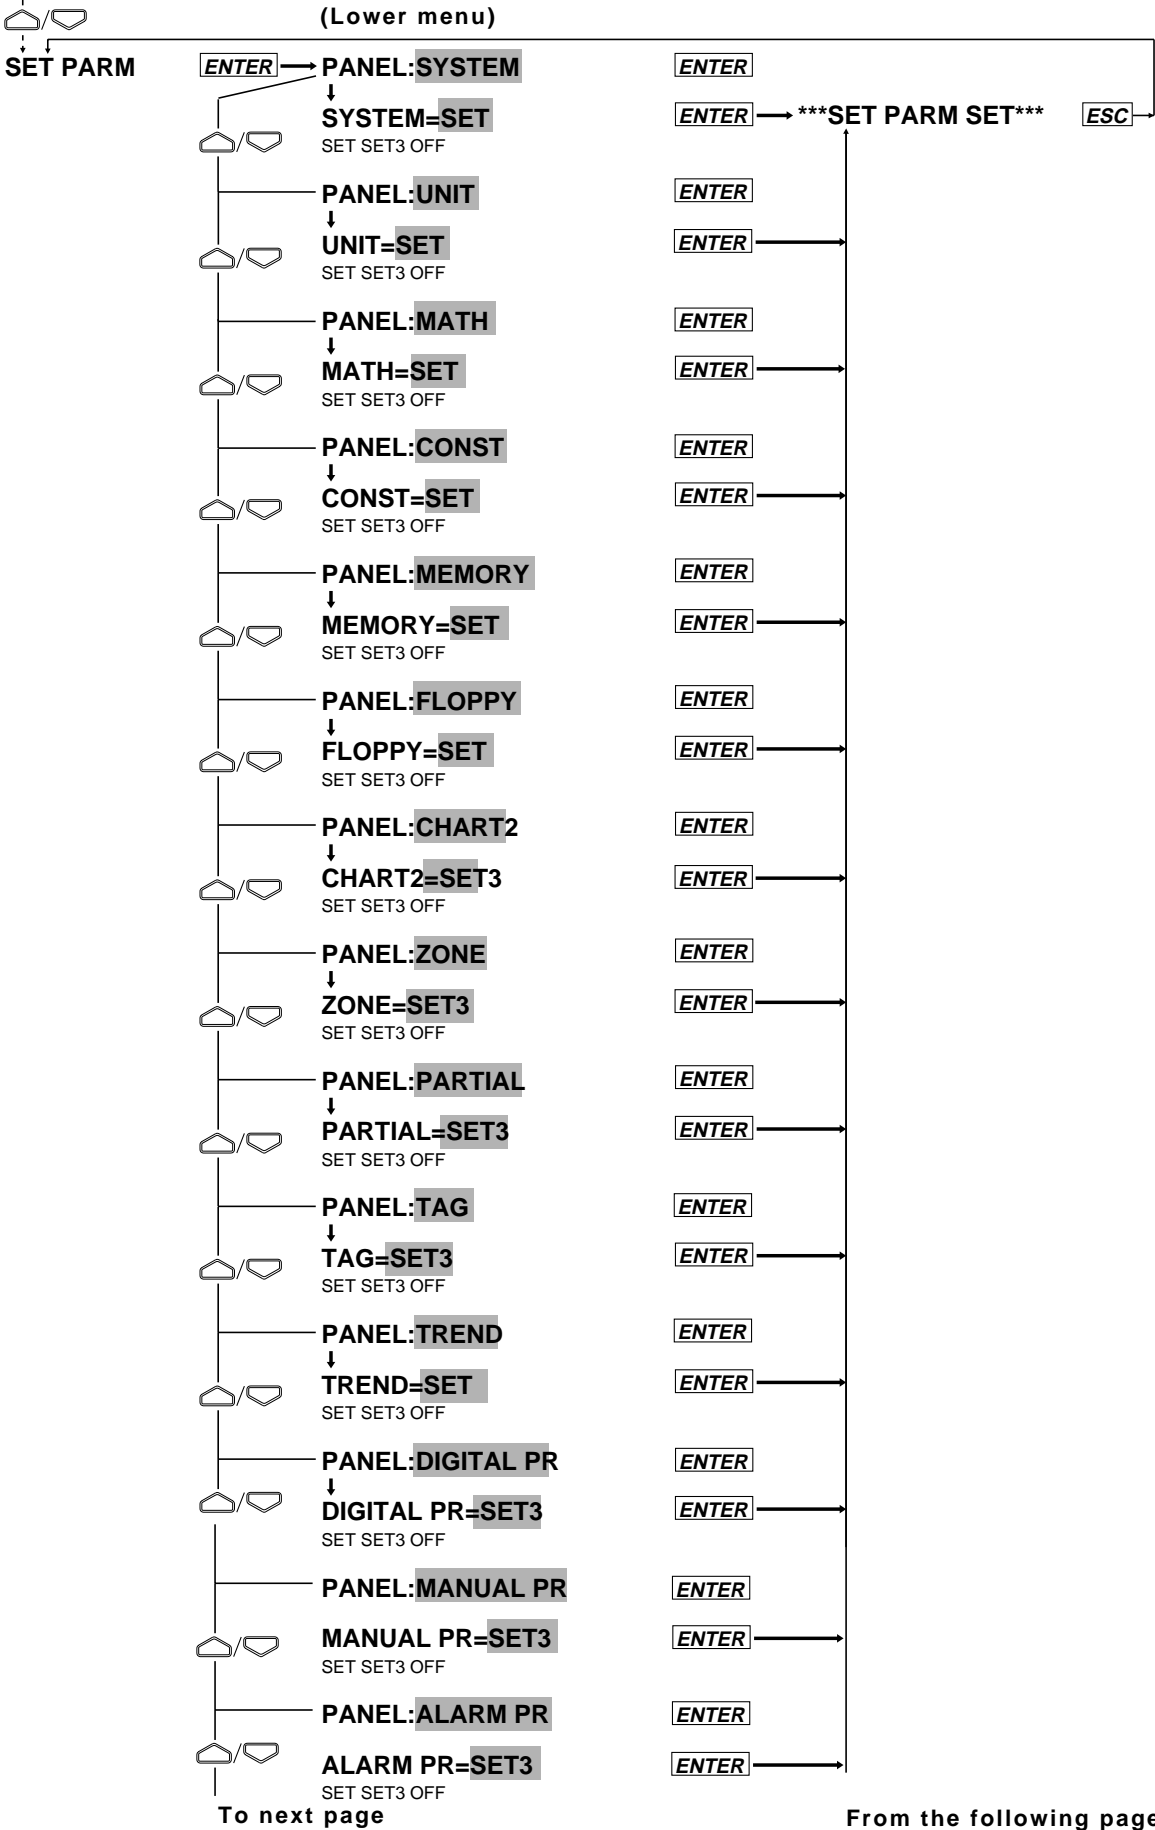 (Lower menu)
SET PARM ENTER PANEL:SYSTEM ENTER
SYSTEM=SET ENTER ***SET PARM SET*** ESC
SET SET3 OFF
PANEL:UNIT ENTER
UNIT=SET ENTER
SET SET3 OFF
PANEL:MATH ENTER
MATH=SET ENTER
SET SET3 OFF
PANEL:CONST ENTER
CONST=SET ENTER
SET SET3 OFF
PANEL:MEMORY ENTER
MEMORY=SET ENTER
SET SET3 OFF
PANEL:FLOPPY ENTER
FLOPPY=SET ENTER
SET SET3 OFF
PANEL:CHART2 ENTER
CHART2=SET3 ENTER
SET SET3 OFF
PANEL:ZONE ENTER
ZONE=SET3 ENTER
SET SET3 OFF
PANEL:PARTIAL ENTER
PARTIAL=SET3 ENTER
SET SET3 OFF
PANEL:TAG ENTER
TAG=SET3 ENTER
SET SET3 OFF
PANEL:TREND ENTER
TREND=SET ENTER
SET SET3 OFF
PANEL:DIGITAL PR ENTER
DIGITAL PR=SET3 ENTER
SET SET3 OFF
PANEL:MANUAL PR ENTER
MANUAL PR=SET3 ENTER
SET SET3 OFF
PANEL:ALARM PR ENTER
ALARM PR=SET3 ENTER
SET SET3 OFF
To next page From the following page